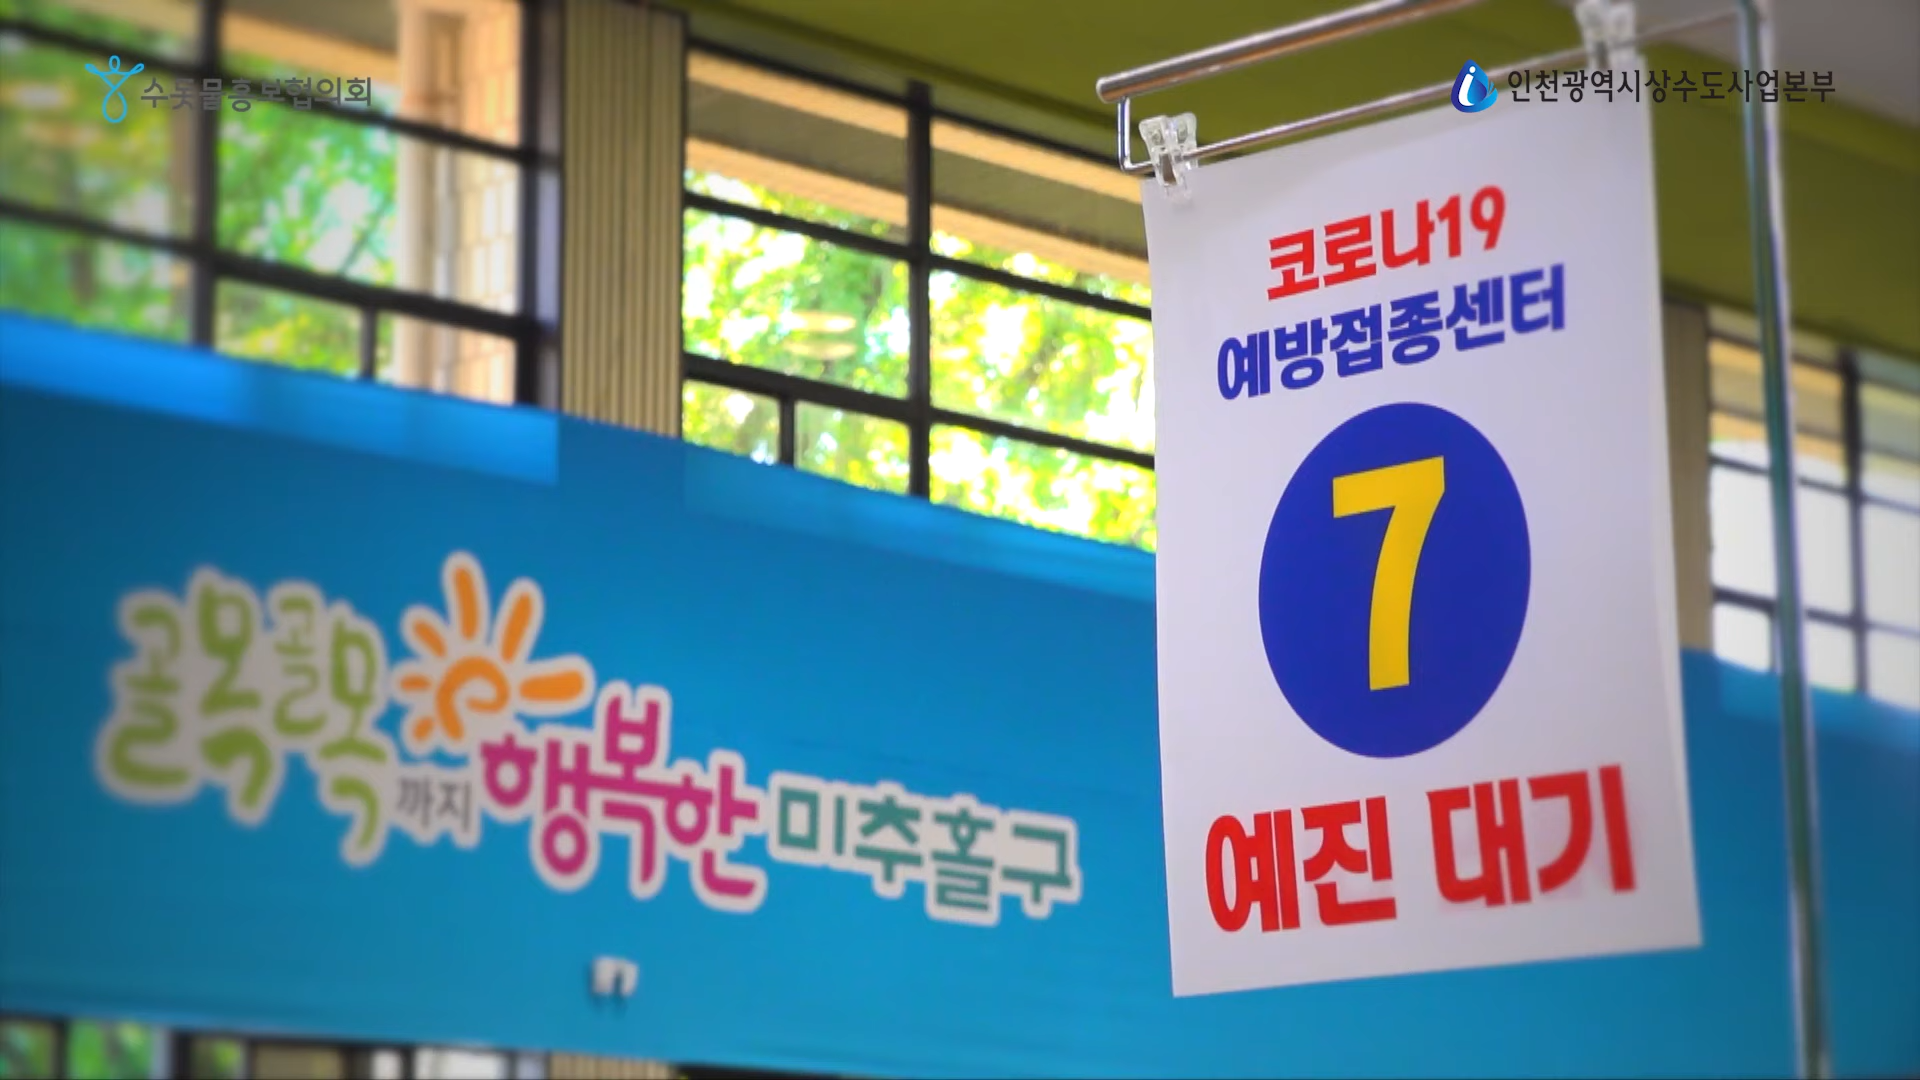 수돗물홍보협의회
인천광역시상수도사업본부
코로나19
예방접종센터
7
예진 대기
골목골목까지 행복한 미추홀구